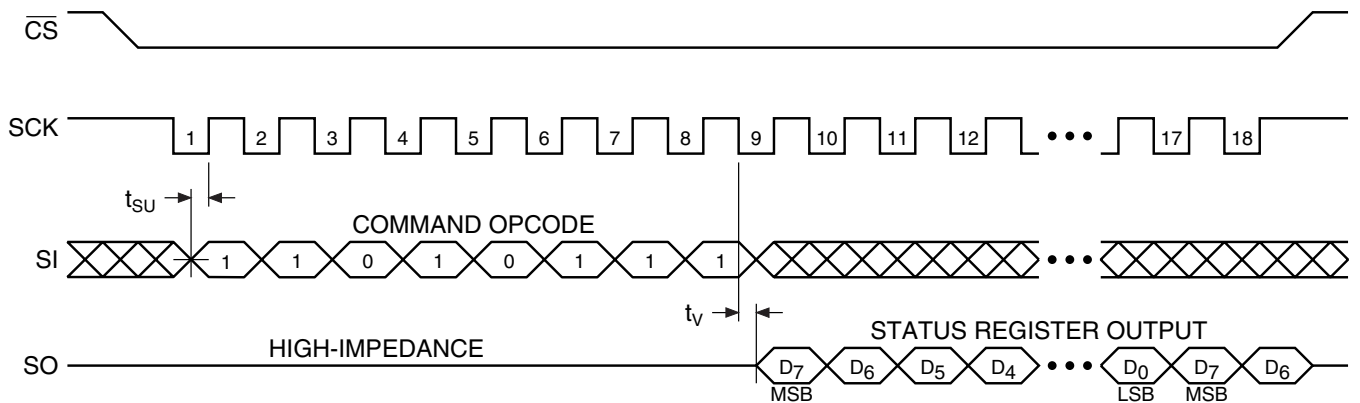 CS
SCK 1 2 3 4 5 6 7 8 9 10 11 12 ••• 17 18
tSU
COMMAND OPCODE
SI 1 1 0 1 0 1 1 1 •••
tV
STATUS REGISTER OUTPUT
HIGH-IMPEDANCE
SO D7 D6 D5 D4 ••• D0 D7 D6
MSB LSB MSB